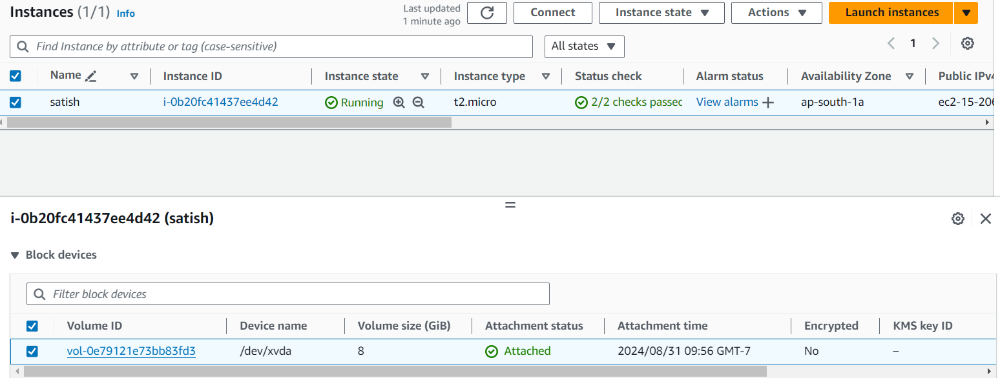 Instances (1/1) Info
Last updated
1 minute ago
Connect
Instance state
Actions
Launch instances
Find Instance by attribute or tag (case-sensitive)
All states
1
Name Instance ID Instance state Instance type Status check Alarm status Availability Zone Public IPv4
satish i-0b20fc41437ee4d42 Running t2.micro 2/2 checks passec View alarms ap-south-1a ec2-15-206
i-0b20fc41437ee4d42 (satish)
Block devices
Filter block devices
Volume ID Device name Volume size (GiB) Attachment status Attachment time Encrypted KMS key ID
vol-0e79121e73bb83fd3 /dev/xvda 8 Attached 2024/08/31 09:56 GMT-7 No –